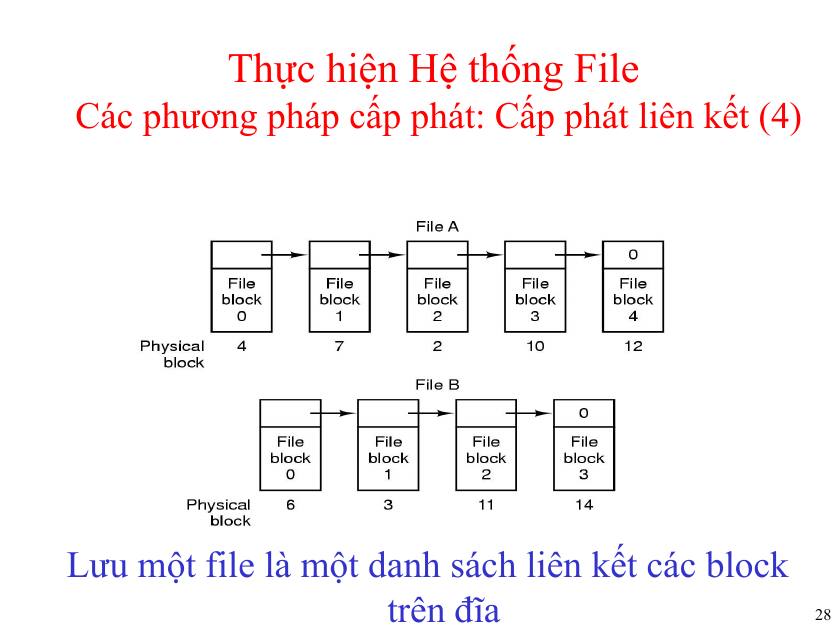 Thực hiện Hệ thống File
Các phương pháp cấp phát: Cấp phát liên kết (4)
File A
0
File File File File File
block block block block block
0 1 2 3 4
Physical 4 7 2 10 12
block
File B
0
File File File File
block block block block
0 1 2 3
Physical 6 3 11 14
block
Lưu một file là một danh sách liên kết các block
trên đĩa
28